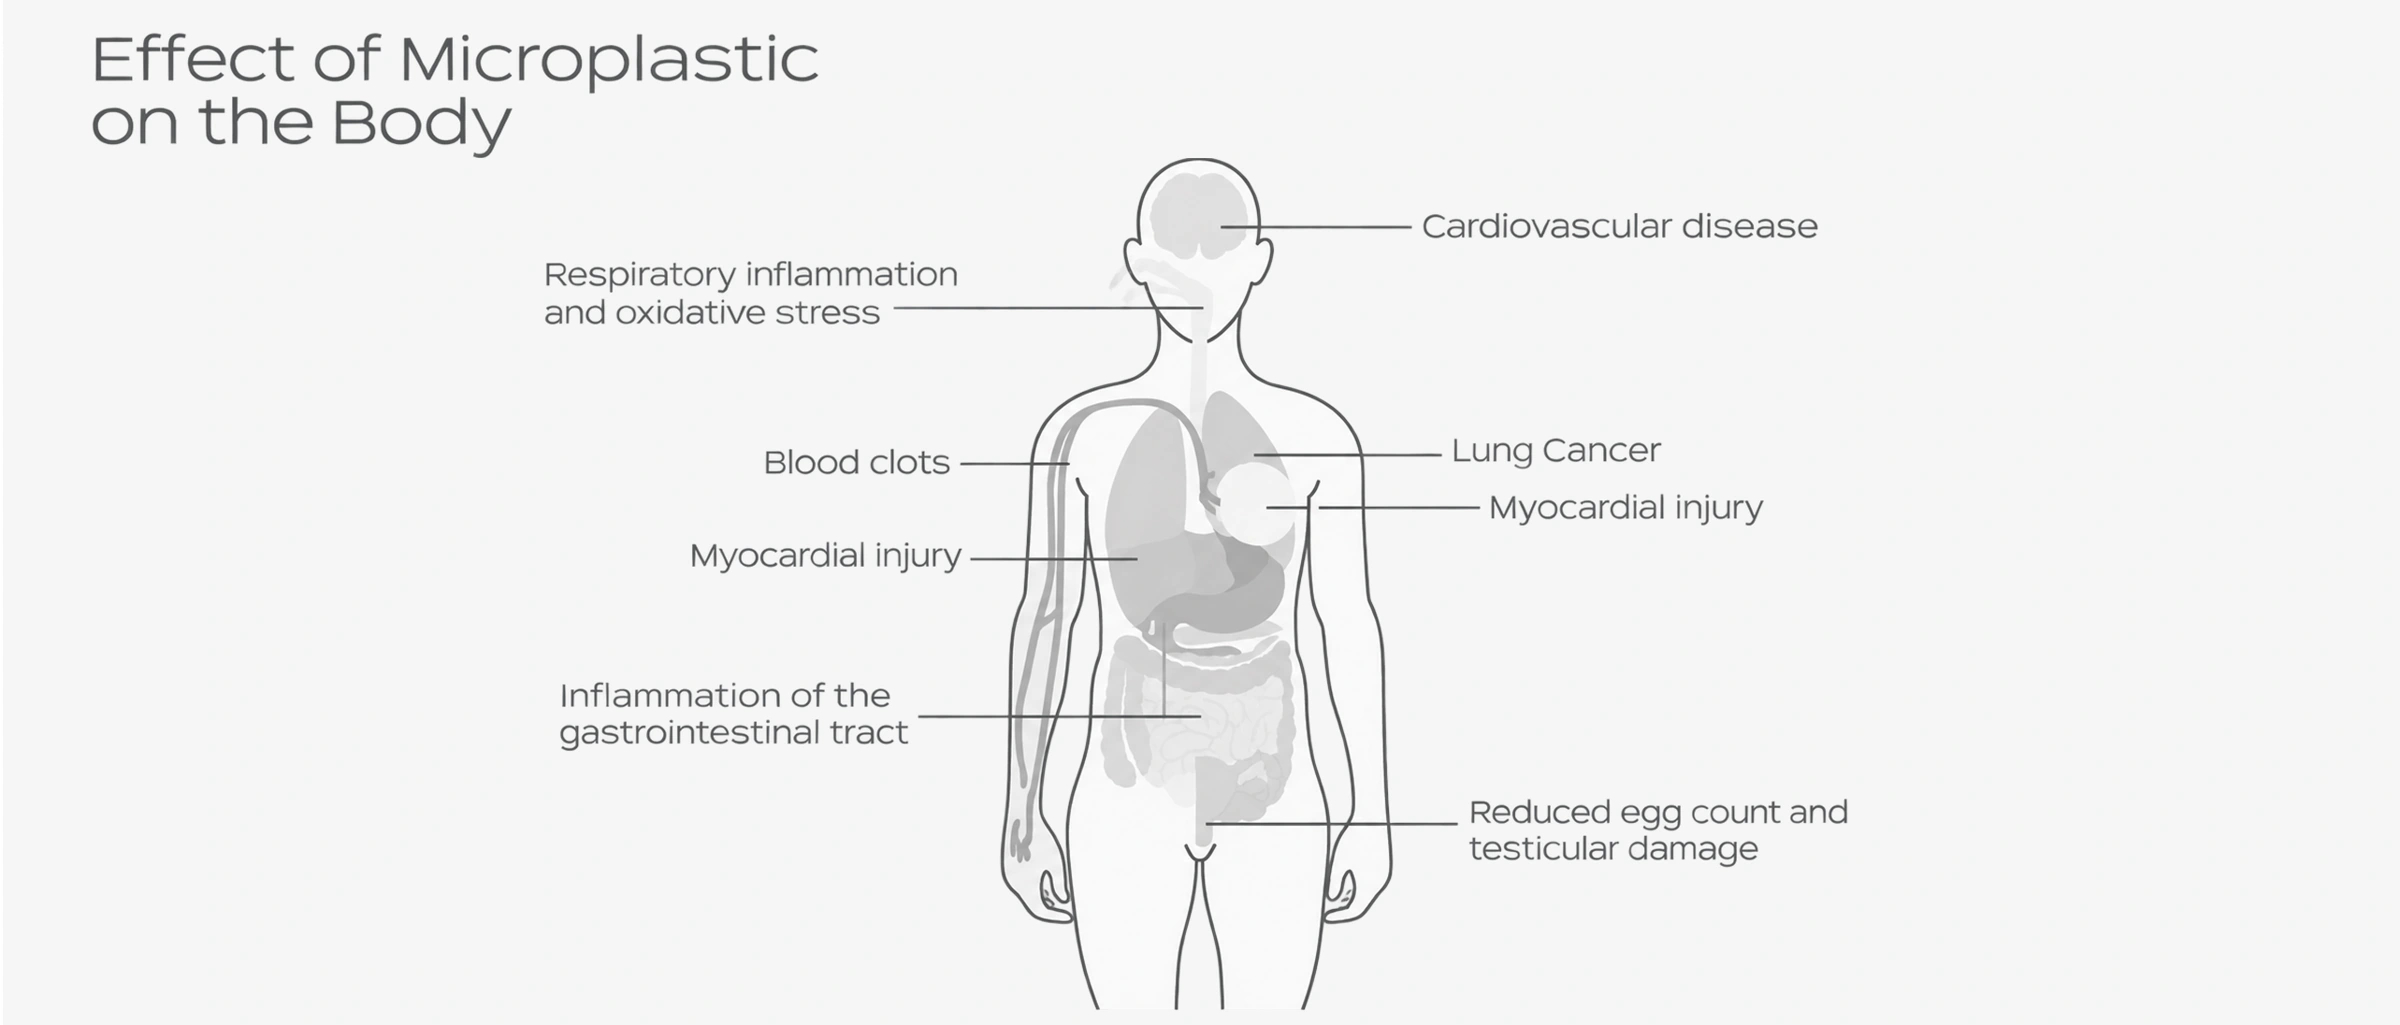 Effect of Microplastic
on the Body
Cardiovascular disease
Respiratory inflammation
and oxidative stress
Blood clots
Lung Cancer
Myocardial injury
Myocardial injury
Inflammation of the
gastrointestinal tract
Reduced egg count and
testicular damage